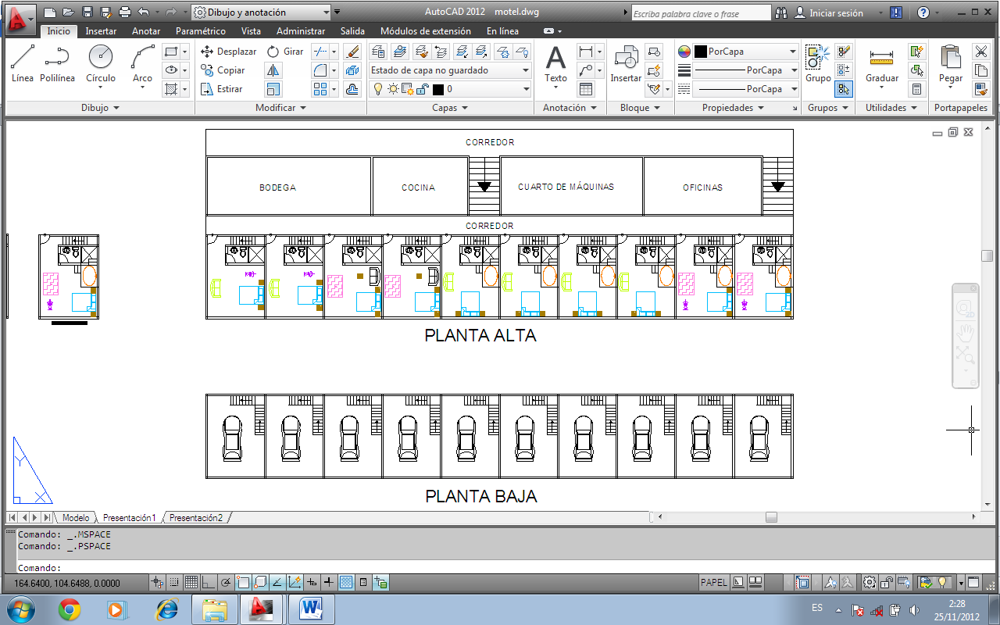 Dibujo y anotación AutoCAD 2012 motel.dwg Escriba palabra clave o frase Iniciar sesión
Inicio Insertar Anotar Paramétrico Vista Administrar Salida Módulos de extensión En línea
Línea Polilínea Círculo Arco
Desplazar Girar
Copiar
Estirar
Estado de capa no guardado
0
Texto
Insertar
PorCapa
PorCapa
PorCapa
Grupo
Graduar
Pegar
Dibujo Modificar Capas Anotación Bloque Propiedades Grupos Utilidades Portapapeles
CORREDOR
BODEGA COCINA CUARTO DE MÁQUINAS OFICINAS
CORREDOR
PLANTA ALTA
PLANTA BAJA
2D
Y
X
Modelo Presentación1 Presentación2
Comando: _.MSPACE
Comando: _.PSPACE
Comando:
164.6400, 104.6488, 0.0000 PAPEL
ES
2:28
25/11/2012